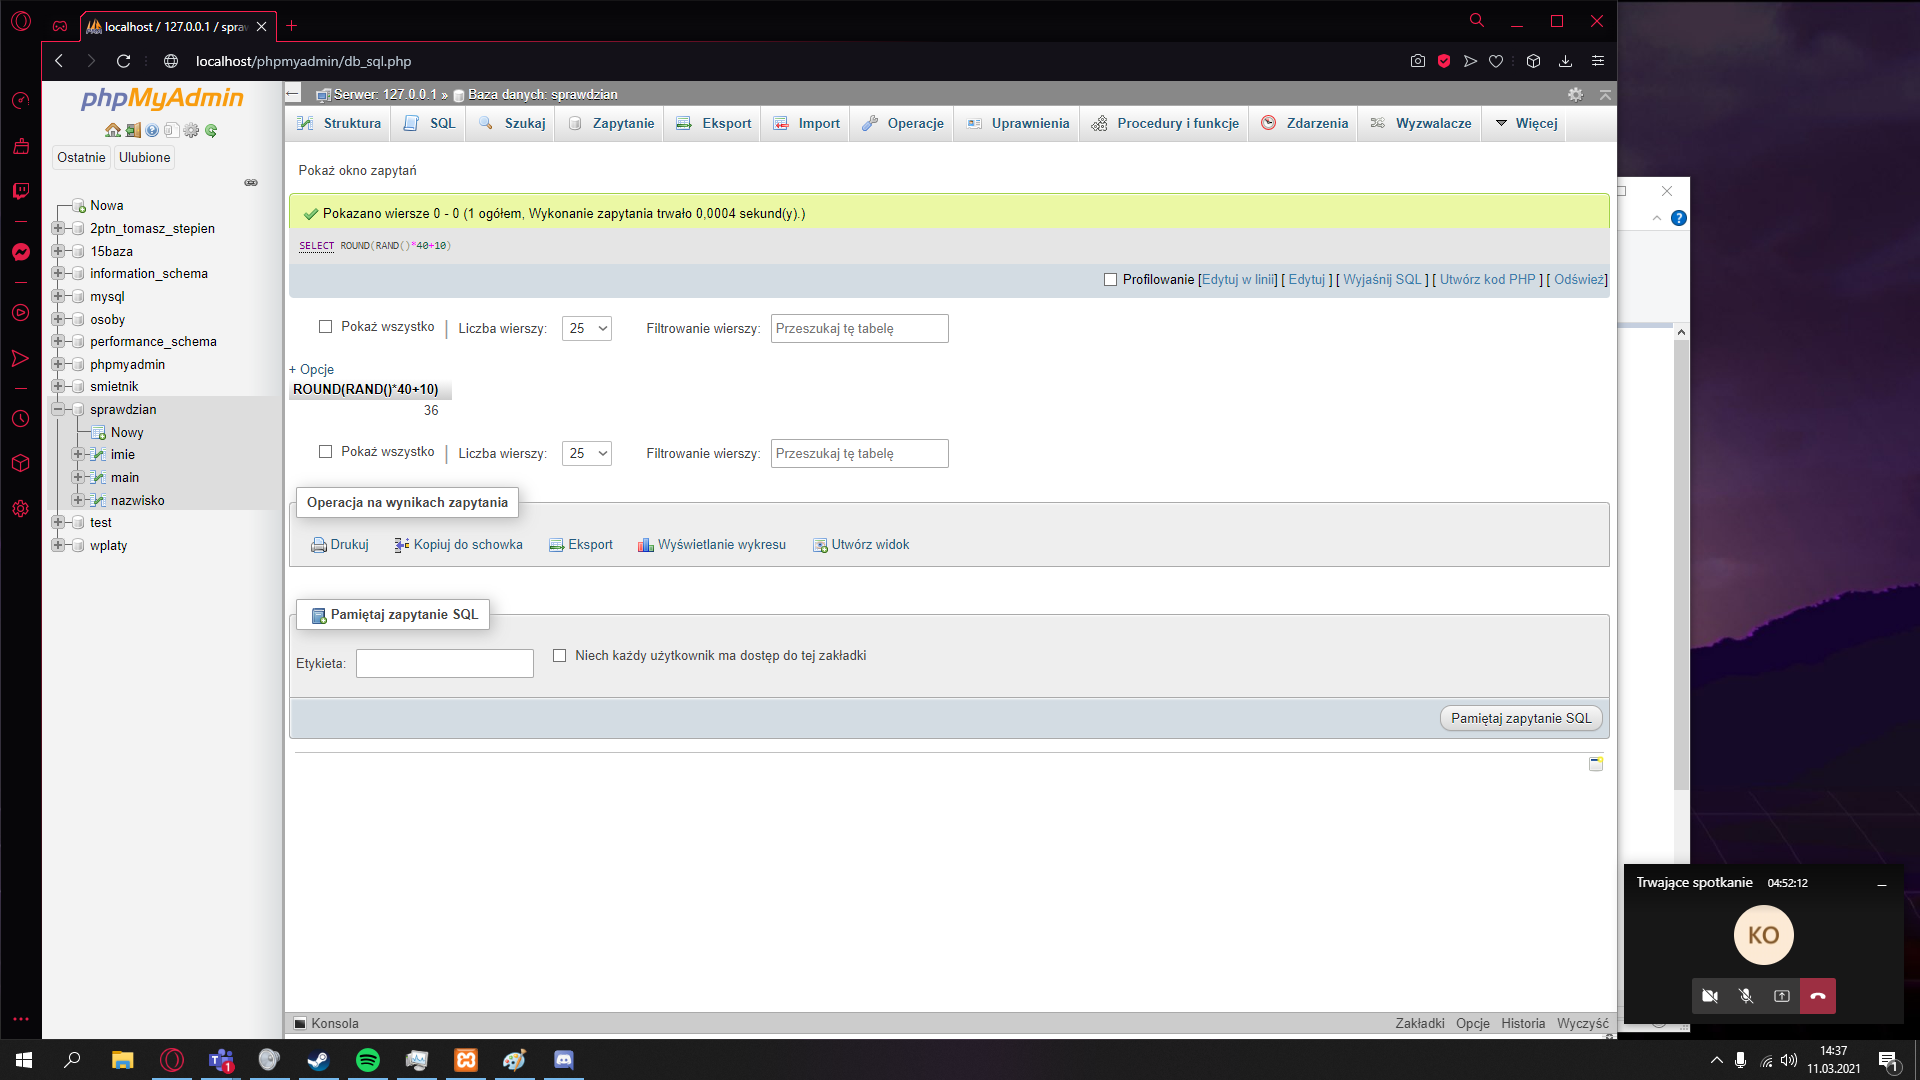 localhost / 127.0.0.1 / spraw
localhost/phpmyadmin/db_sql.php
phpMyAdmin
Ostatnie Ulubione
Nowa
2ptn_tomasz_stepien
15baza
information_schema
mysql
osoby
performance_schema
phpmyadmin
smietnik
sprawdzian
Nowy
imie
main
nazwisko
test
wplaty
Serwer: 127.0.0.1 » Baza danych: sprawdzian
Struktura SQL Szukaj Zapytanie Eksport Import Operacje Uprawnienia Procedury i funkcje Zdarzenia Wyzwalacze Więcej
Pokaż okno zapytań
Pokazano wiersze 0 - 0 (1 ogółem, Wykonanie zapytania trwało 0,0004 sekund(y).)
SELECT ROUND(RAND()*40+10)
Profilowanie [Edytuj w linii] [ Edytuj ] [ Wyjaśnij SQL ] [ Utwórz kod PHP ] [ Odśwież]
Pokaż wszystko | Liczba wierszy: 25 Filtrowanie wierszy: Przeszukaj tę tabelę
+ Opcje
ROUND(RAND()*40+10)
36
Pokaż wszystko | Liczba wierszy: 25 Filtrowanie wierszy: Przeszukaj tę tabelę
Operacja na wynikach zapytania
Drukuj Kopiuj do schowka Eksport Wyświetlanie wykresu Utwórz widok
Pamiętaj zapytanie SQL
Etykieta: Niech każdy użytkownik ma dostęp do tej zakładki
Pamiętaj zapytanie SQL
Konsola Zakładki Opcje Historia Wyczyść
Trwające spotkanie 04:52:12
KO
1
14:37
11.03.2021
1